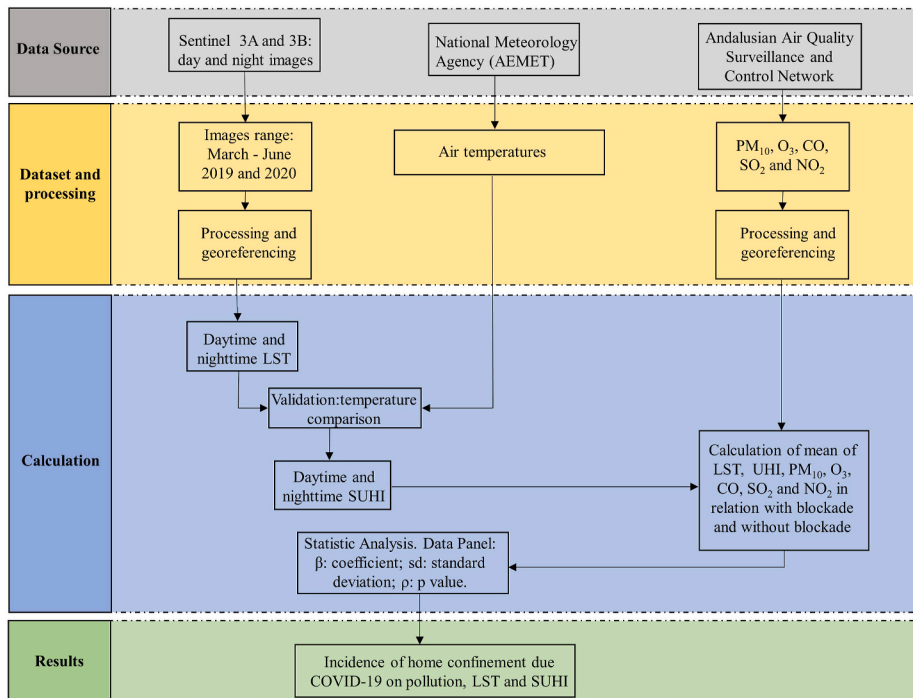 Data Source
Sentinel 3A and 3B:
day and night images
National Meteorology
Agency (AEMET)
Andalusian Air Quality
Surveillance and
Control Network
Dataset and
processing
Images range:
March - June
2019 and 2020
Air temperatures
PM₁₀, O₃, CO,
SO₂ and NO₂
Processing and
georeferencing
Processing and
georeferencing
Calculation
Daytime and
nighttime LST
Validation:temperature
comparison
Daytime and
nighttime SUHI
Calculation of mean of
LST, UHI, PM₁₀, O₃,
CO, SO₂ and NO₂ in
relation with blockade
and without blockade
Statistic Analysis. Data Panel:
β: coefficient; sd: standard
deviation; ρ: p value.
Results
Incidence of home confinement due
COVID-19 on pollution, LST and SUHI